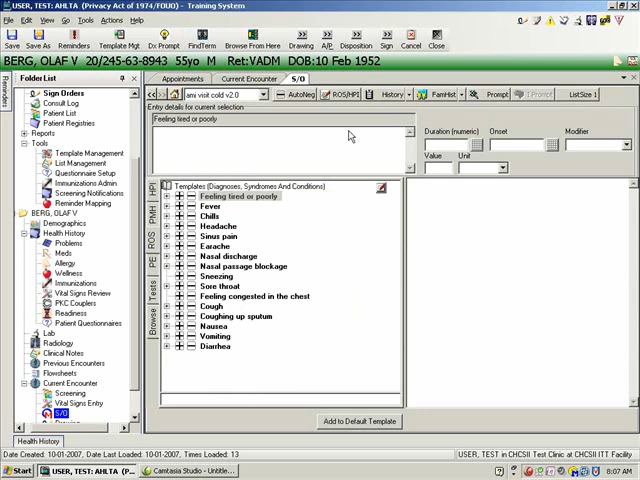 USER, TEST: AHLTA (Privacy Act of 1974/FOUO) - Training System
File Edit View Go Tools Actions Help
Save Save As Reminders Template Mgt Dx Prompt FindTerm Browse From Here Drawing A/P Disposition Sign Cancel Close
BERG, OLAF V 20/245-63-8943 55yo M Ret:VADM DOB:10 Feb 1952
Reminders
Folder List
Sign Orders
Consult Log
Patient List
Patient Registries
Reports
Tools
Template Management
List Management
Questionnaire Setup
Immunizations Admin
Screening Notifications
Reminder Mapping
BERG, OLAF V
Demographics
Health History
Problems
Meds
Allergy
Wellness
Immunizations
Vital Signs Review
PKC Couplers
Readiness
Patient Questionnaires
Lab
Radiology
Clinical Notes
Previous Encounters
Flowsheets
Current Encounter
Screening
Vital Signs Entry
S/O
Health History
Appointments Current Encounter S/O
ami visit cold v2.0 AutoNeg ROS/HPI History FamHist Prompt 1 Prompt ListSize 1
Entry details for current selection
Feeling tired or poorly
Duration (numeric) Onset Modifier
Value Unit
HPI
PMH
ROS
PE
Tests
Browse
Templates (Diagnoses, Syndromes And Conditions)
Feeling tired or poorly
Fever
Chills
Headache
Sinus pain
Earache
Nasal discharge
Nasal passage blockage
Sneezing
Sore throat
Feeling congested in the chest
Cough
Coughing up sputum
Nausea
Vomiting
Diarrhea
Add to Default Template
Date Created: 10-01-2007, Date Last Loaded: 10-01-2007, Times Loaded: 13
USER, TEST in CHCSII Test Clinic at CHCSII ITT Facility
Start USER, TEST: AHLTA (P... Camtasia Studio - Untitle... 8:07 AM